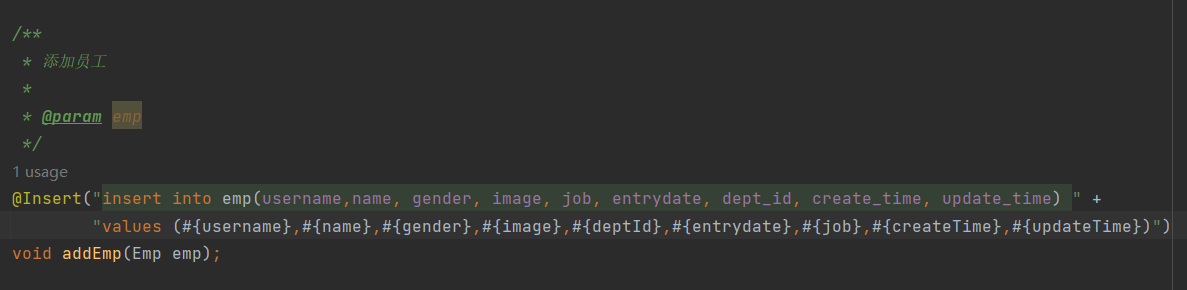 /**
* 添加员工
*
* @param emp
*/
1 usage
@Insert("insert into emp(username,name, gender, image, job, entrydate, dept_id, create_time, update_time) " +
"values (#{username},#{name},#{gender},#{image},#{deptId},#{entrydate},#{job},#{createTime},#{updateTime})")
void addEmp(Emp emp);